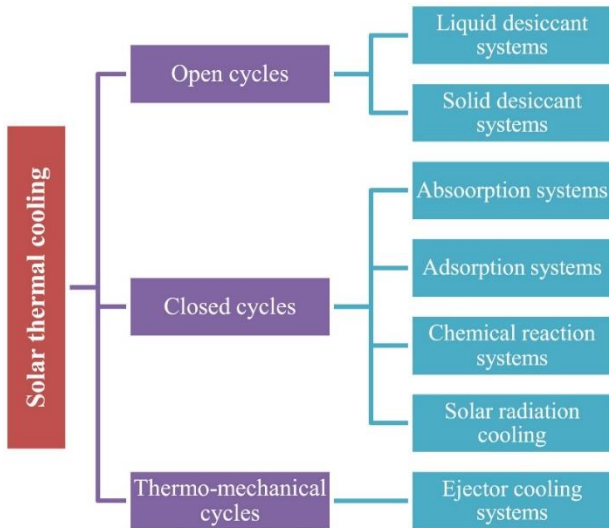 Solar thermal cooling
Open cycles
Liquid desiccant
systems
Solid desiccant
systems
Closed cycles
Absoorption systems
Adsorption systems
Chemical reaction
systems
Solar radiation
cooling
Thermo-mechanical
cycles
Ejector cooling
systems